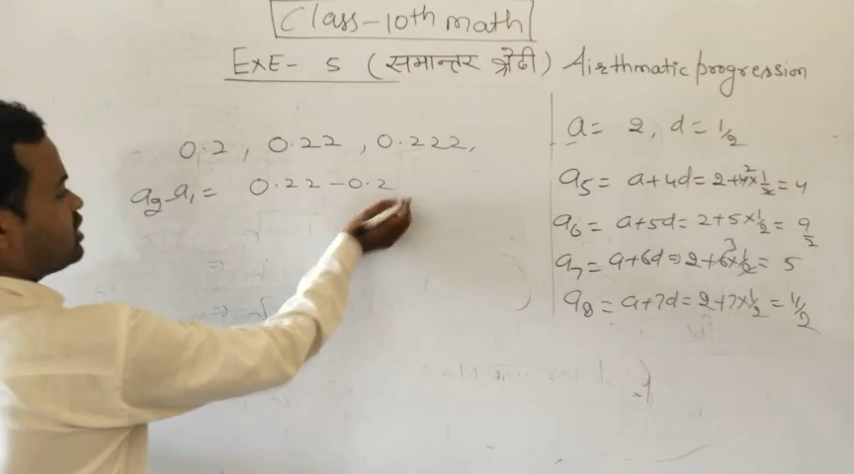 Class-10th math
EXE- 5 (समान्तर श्रेढी) Airthmatic progression
0.2, 0.22, 0.222,
a₂-a₁= 0.22-0.2
a= 2, d=1/2
a₅= a+4d=2+4×1/2=4
a₆= a+5d=2+5×1/2=9/2
a₇=a+6d=2+6×1/2=5
a₈=a+7d=2+7×1/2=11/2